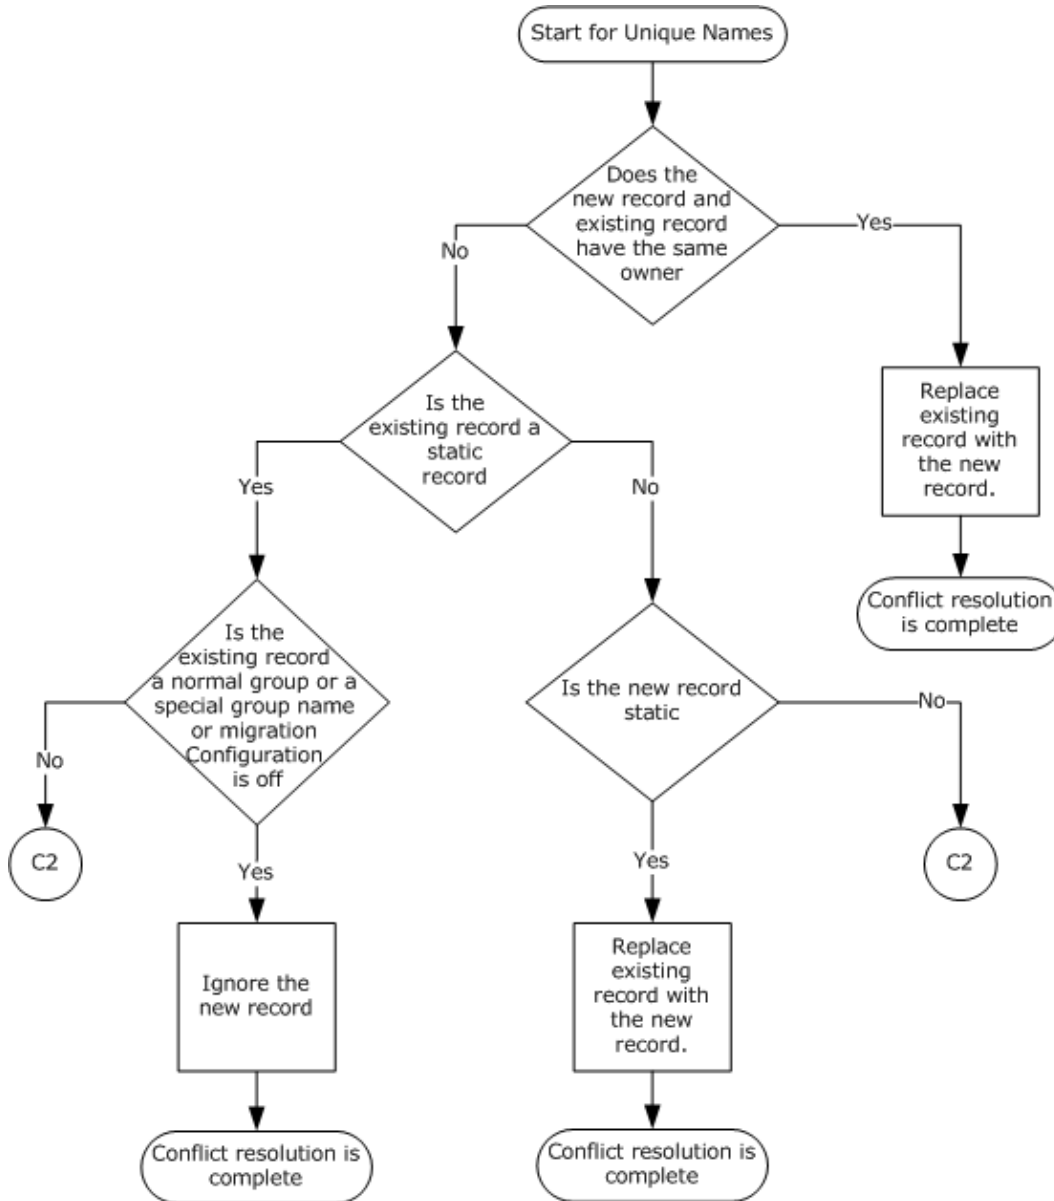 Start for Unique Names
Does the
new record and
existing record
have the same
owner
Yes
No
Is the
existing record a
static
record
Replace
existing
record with
the new
record.
Yes
No
Conflict resolution
is complete
Is the
existing record
a normal group or a
special group name
or migration
Configuration
is off
Is the new record
static
No
No
C2
C2
Yes
Yes
Ignore the
new record
Replace
existing
record with
the new
record.
Conflict resolution is
complete
Conflict resolution is
complete